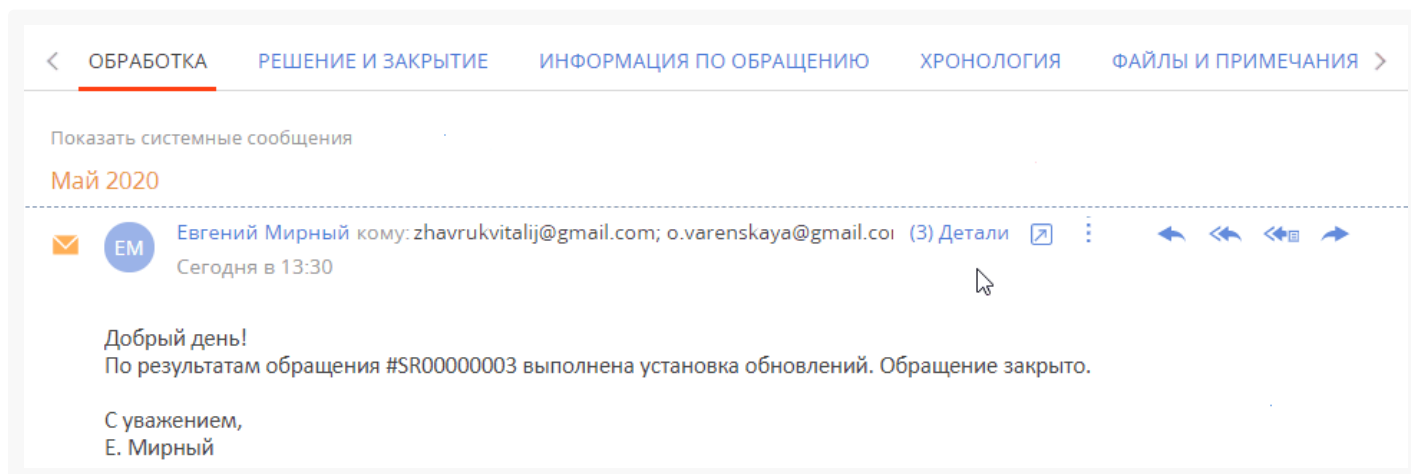 ОБРАБОТКА РЕШЕНИЕ И ЗАКРЫТИЕ ИНФОРМАЦИЯ ПО ОБРАЩЕНИЮ ХРОНОЛОГИЯ ФАЙЛЫ И ПРИМЕЧАНИЯ
Показать системные сообщения
Май 2020
ЕМ Евгений Мирный кому: zhavrukvitalij@gmail.com; o.varenskaya@gmail.co (3) Детали
Сегодня в 13:30
Добрый день!
По результатам обращения #SR00000003 выполнена установка обновлений. Обращение закрыто.
С уважением,
Е. Мирный